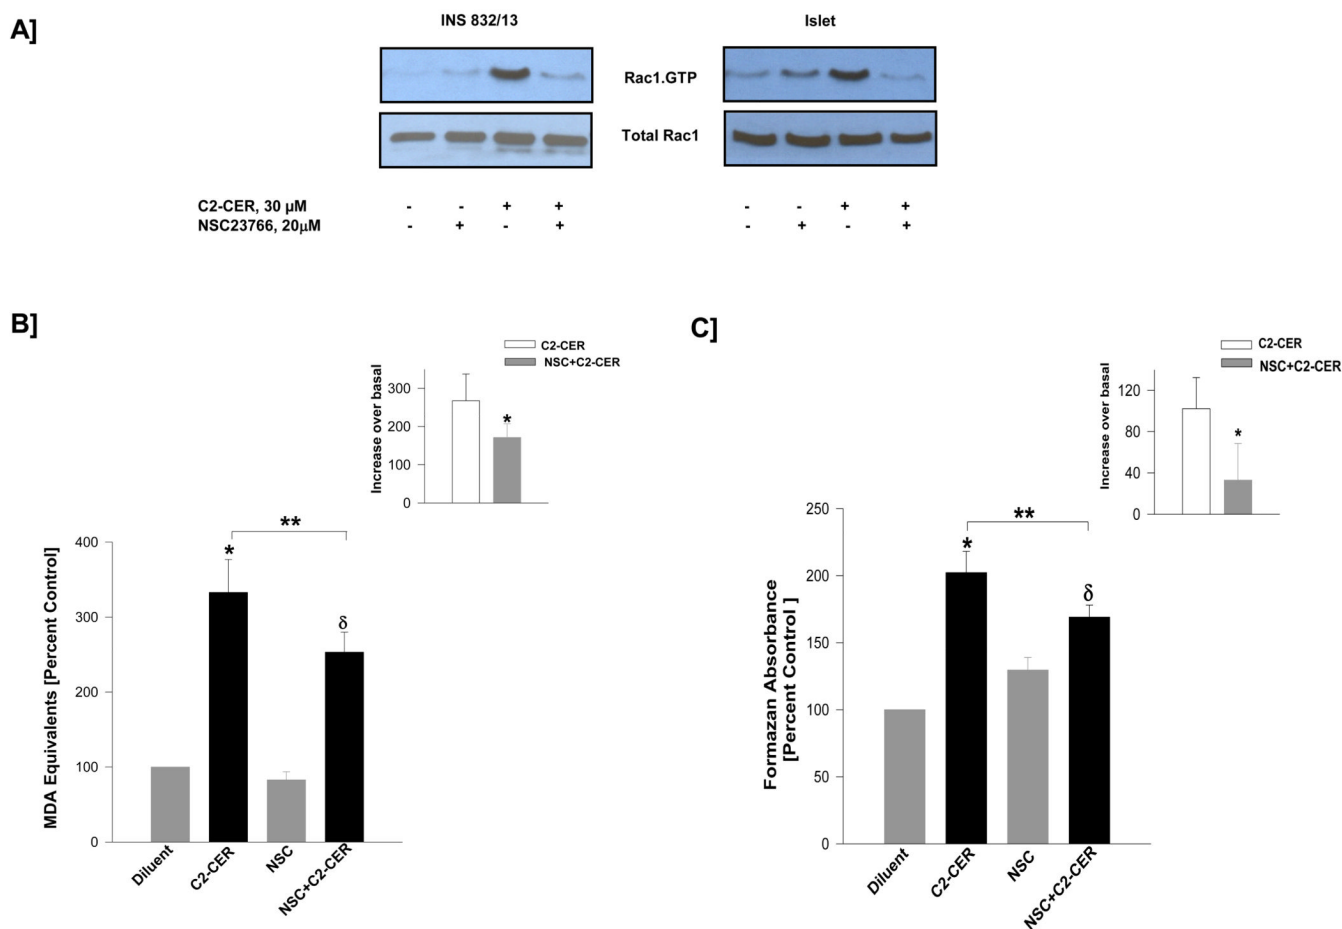 A]
INS 832/13
Islet
Rac1.GTP
Total Rac1
C2-CER, 30 µM - - + + - - + +
NSC23766, 20µM - + - + - + - +
B]
C2-CER
NSC+C2-CER
Increase over basal
300
200
100
0
*
MDA Equivalents [Percent Control]
400
300
200
100
0
*
**
δ
Diluent
C2-CER
NSC
NSC+C2-CER
C]
C2-CER
NSC+C2-CER
Increase over basal
120
80
40
0
*
Formazan Absorbance
[Percent Control ]
250
200
150
100
50
0
*
**
δ
Diluent
C2-CER
NSC
NSC+C2-CER